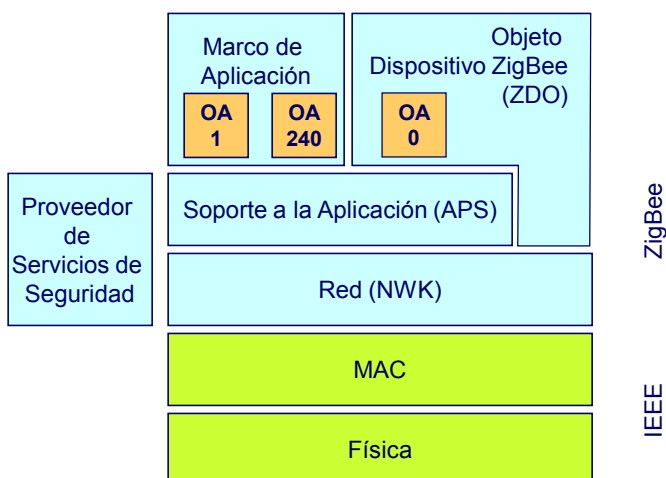 Marco de
Aplicación
OA
1
OA
240
Objeto
Dispositivo ZigBee
(ZDO)
OA
0
Proveedor
de
Servicios de
Seguridad
Soporte a la Aplicación (APS)
Red (NWK)
MAC
Física
ZigBee
IEEE